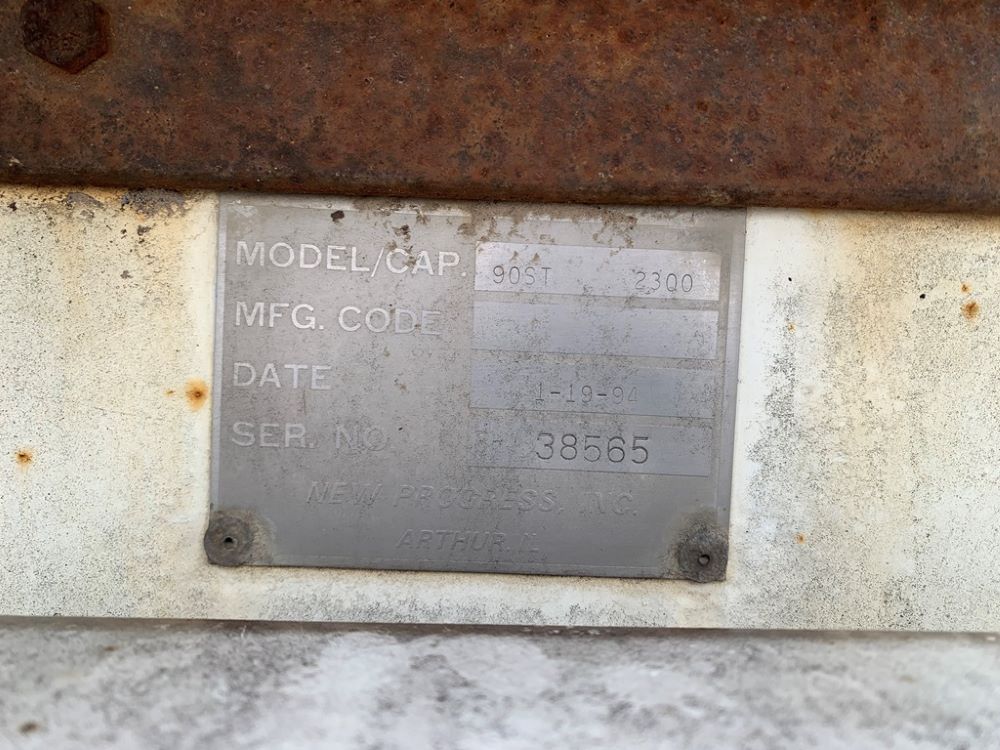 MODEL/CAP. 90ST 2300
MFG. CODE
DATE 1-19-94
SER. NO. 38565
NEW PROGRESS, INC.
ARTHUR, IL